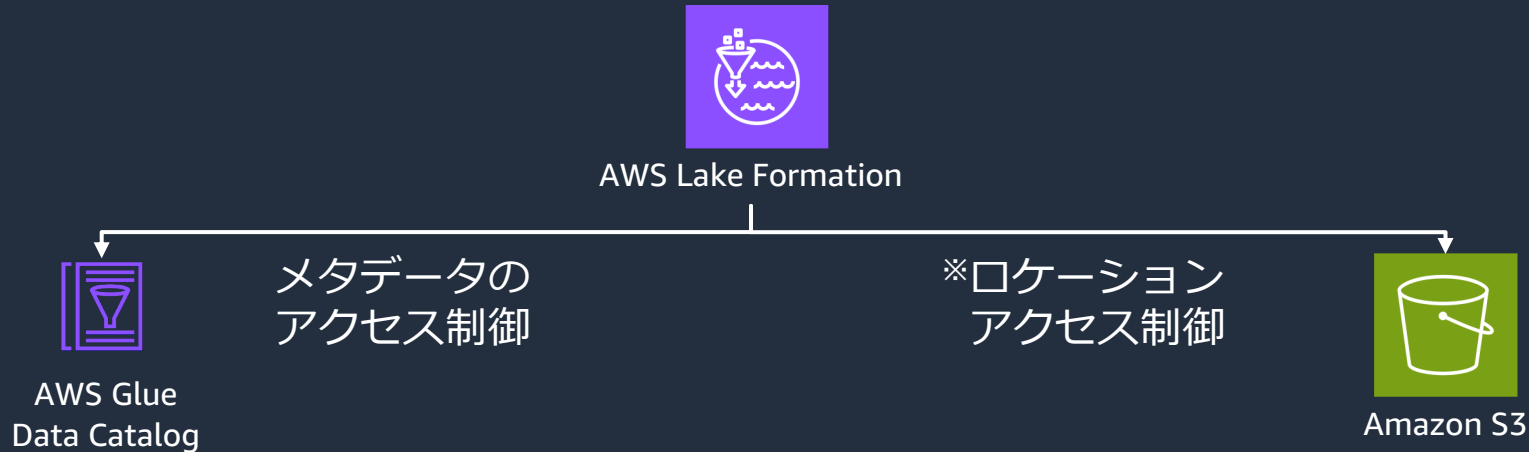 AWS Lake Formation
メタデータの
アクセス制御
※ロケーション
アクセス制御
AWS Glue
Data Catalog
Amazon S3